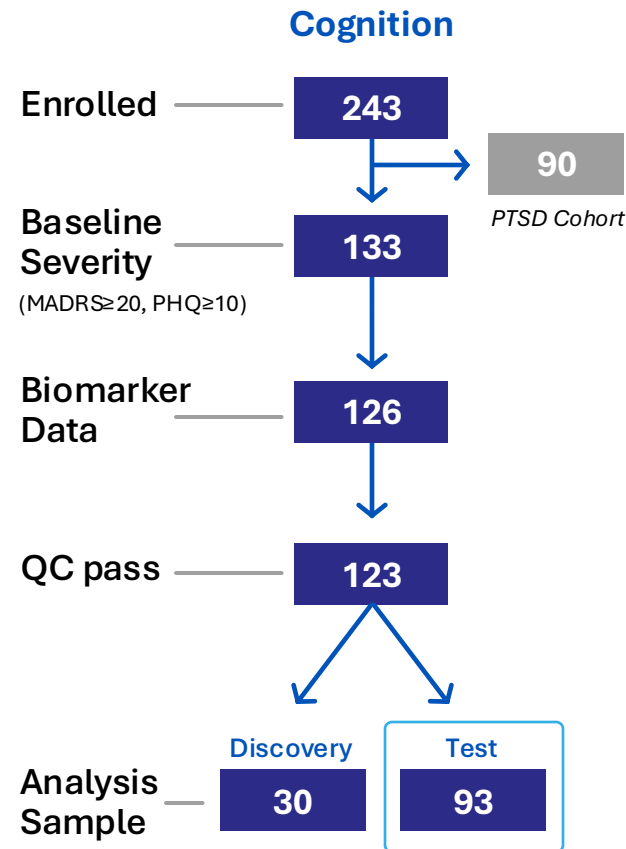 Cognition
Enrolled
243
90
PTSD Cohort
Baseline
Severity
(MADRS≥20, PHQ≥10)
133
Biomarker
Data
126
QC pass
123
Discovery
Test
Analysis
Sample
30
93